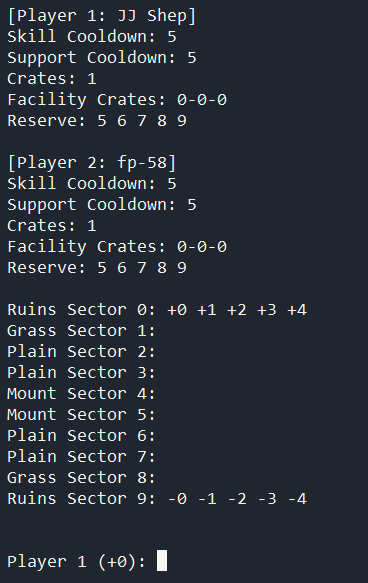 [Player 1: JJ Shep]
Skill Cooldown: 5
Support Cooldown: 5
Crates: 1
Facility Crates: 0-0-0
Reserve: 5 6 7 8 9
[Player 2: fp-58]
Skill Cooldown: 5
Support Cooldown: 5
Crates: 1
Facility Crates: 0-0-0
Reserve: 5 6 7 8 9
Ruins Sector 0: +0 +1 +2 +3 +4
Grass Sector 1:
Plain Sector 2:
Plain Sector 3:
Mount Sector 4:
Mount Sector 5:
Plain Sector 6:
Plain Sector 7:
Grass Sector 8:
Ruins Sector 9: -0 -1 -2 -3 -4
Player 1 (+0):